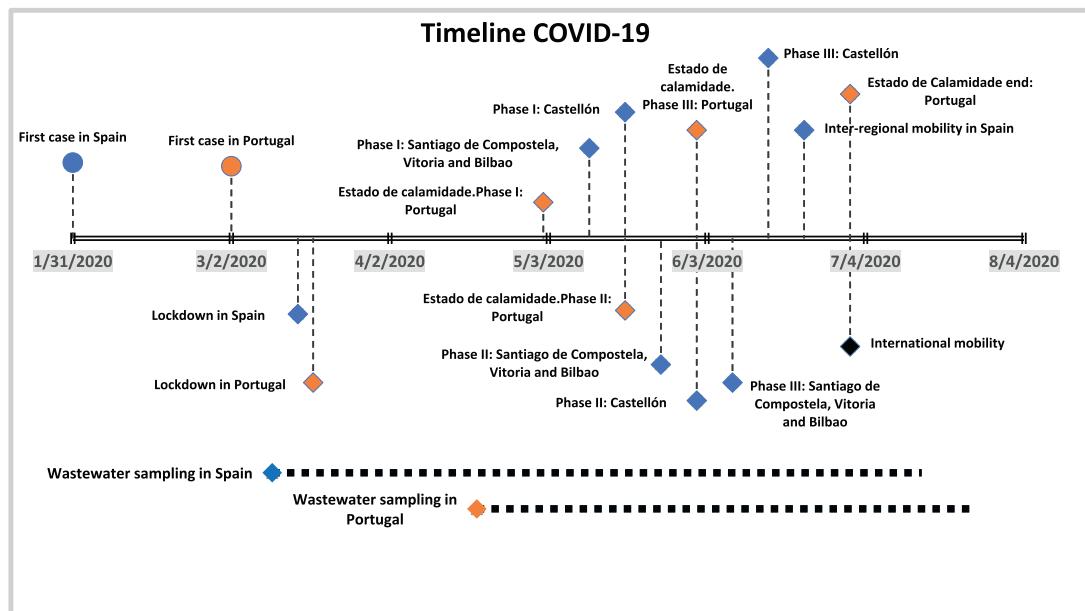 Timeline COVID-19
Phase III: Castellón
Estado de
calamidade.
Phase III: Portugal
Estado de Calamidade end:
Portugal
Phase I: Castellón
Inter-regional mobility in Spain
First case in Spain
First case in Portugal
Phase I: Santiago de Compostela,
Vitoria and Bilbao
Estado de calamidade.Phase I:
Portugal
1/31/2020
3/2/2020
4/2/2020
5/3/2020
6/3/2020
7/4/2020
8/4/2020
Lockdown in Spain
Estado de calamidade.Phase II:
Portugal
International mobility
Phase II: Santiago de Compostela,
Vitoria and Bilbao
Lockdown in Portugal
Phase II: Castellón
Phase III: Santiago de
Compostela, Vitoria
and Bilbao
Wastewater sampling in Spain
Wastewater sampling in
Portugal